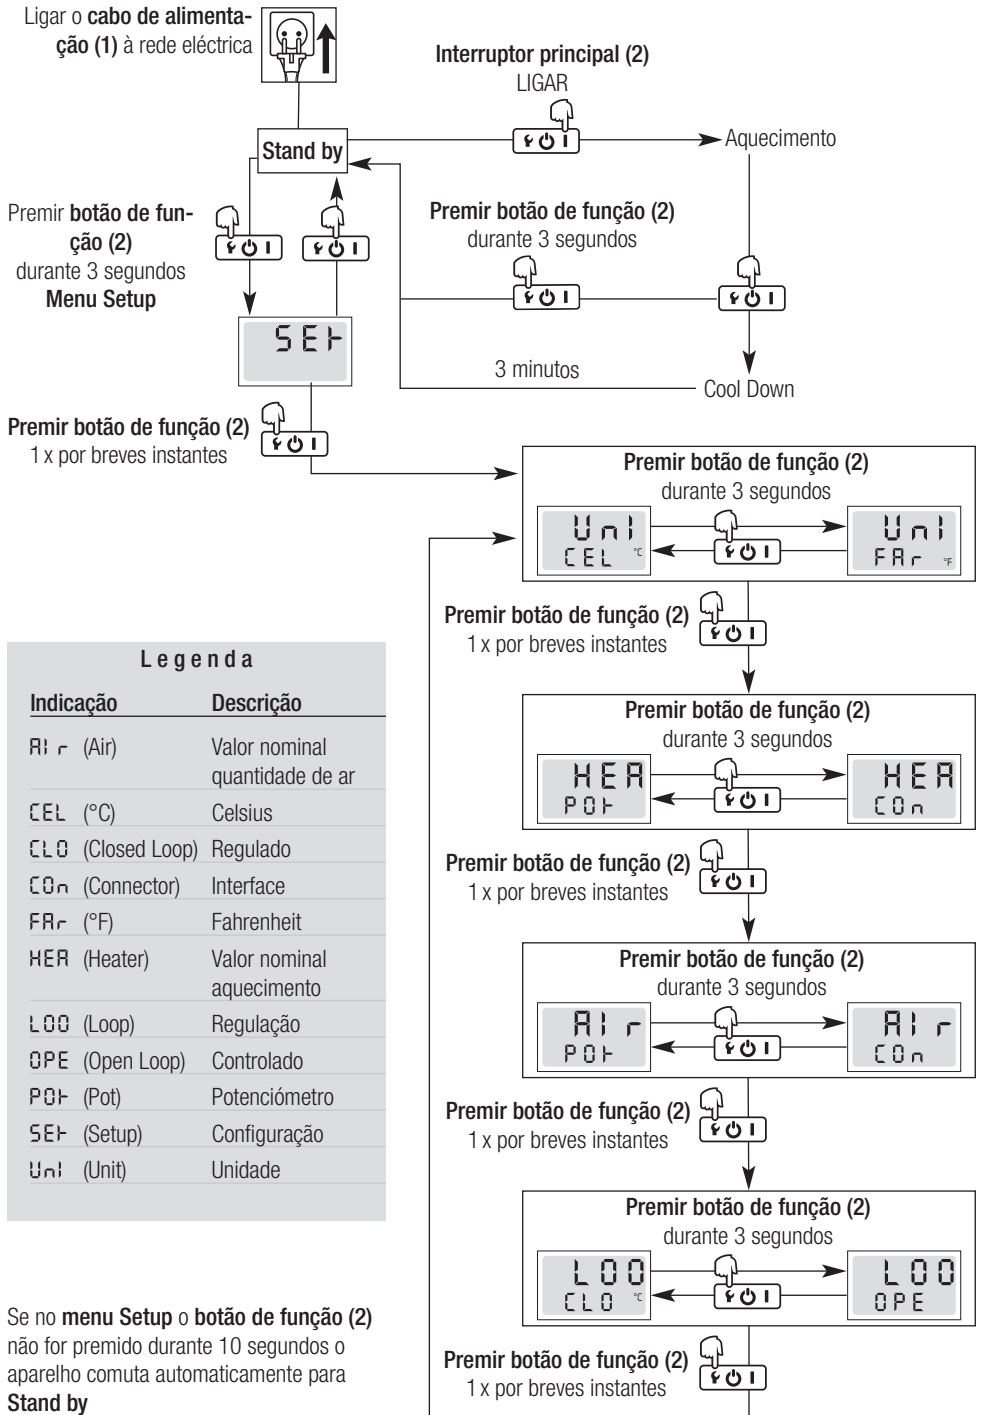 Ligar o cabo de alimenta-
ção (1) à rede eléctrica
Interruptor principal (2)
LIGAR
Stand by
Aquecimento
Premir botão de fun-
ção (2)
durante 3 segundos
Menu Setup
Premir botão de função (2)
durante 3 segundos
SEt
3 minutos
Cool Down
Premir botão de função (2)
1 x por breves instantes
Premir botão de função (2)
durante 3 segundos
UnI
CEL °C
UnI
FAr °F
Premir botão de função (2)
1 x por breves instantes
Premir botão de função (2)
durante 3 segundos
HEA
POt
HEA
COn
Premir botão de função (2)
1 x por breves instantes
Premir botão de função (2)
durante 3 segundos
AIr
POt
AIr
COn
Premir botão de função (2)
1 x por breves instantes
Premir botão de função (2)
durante 3 segundos
LOO
CLO °C
LOO
OPE
Premir botão de função (2)
1 x por breves instantes
Legenda
Indicação Descrição
AIr (Air) Valor nominal
quantidade de ar
CEL (°C) Celsius
CLO (Closed Loop) Regulado
COn (Connector) Interface
FAr (°F) Fahrenheit
HEA (Heater) Valor nominal
aquecimento
LOO (Loop) Regulação
OPE (Open Loop) Controlado
POt (Pot) Potenciómetro
SEt (Setup) Configuração
UnI (Unit) Unidade
Se no menu Setup o botão de função (2)
não for premido durante 10 segundos o
aparelho comuta automaticamente para
Stand by